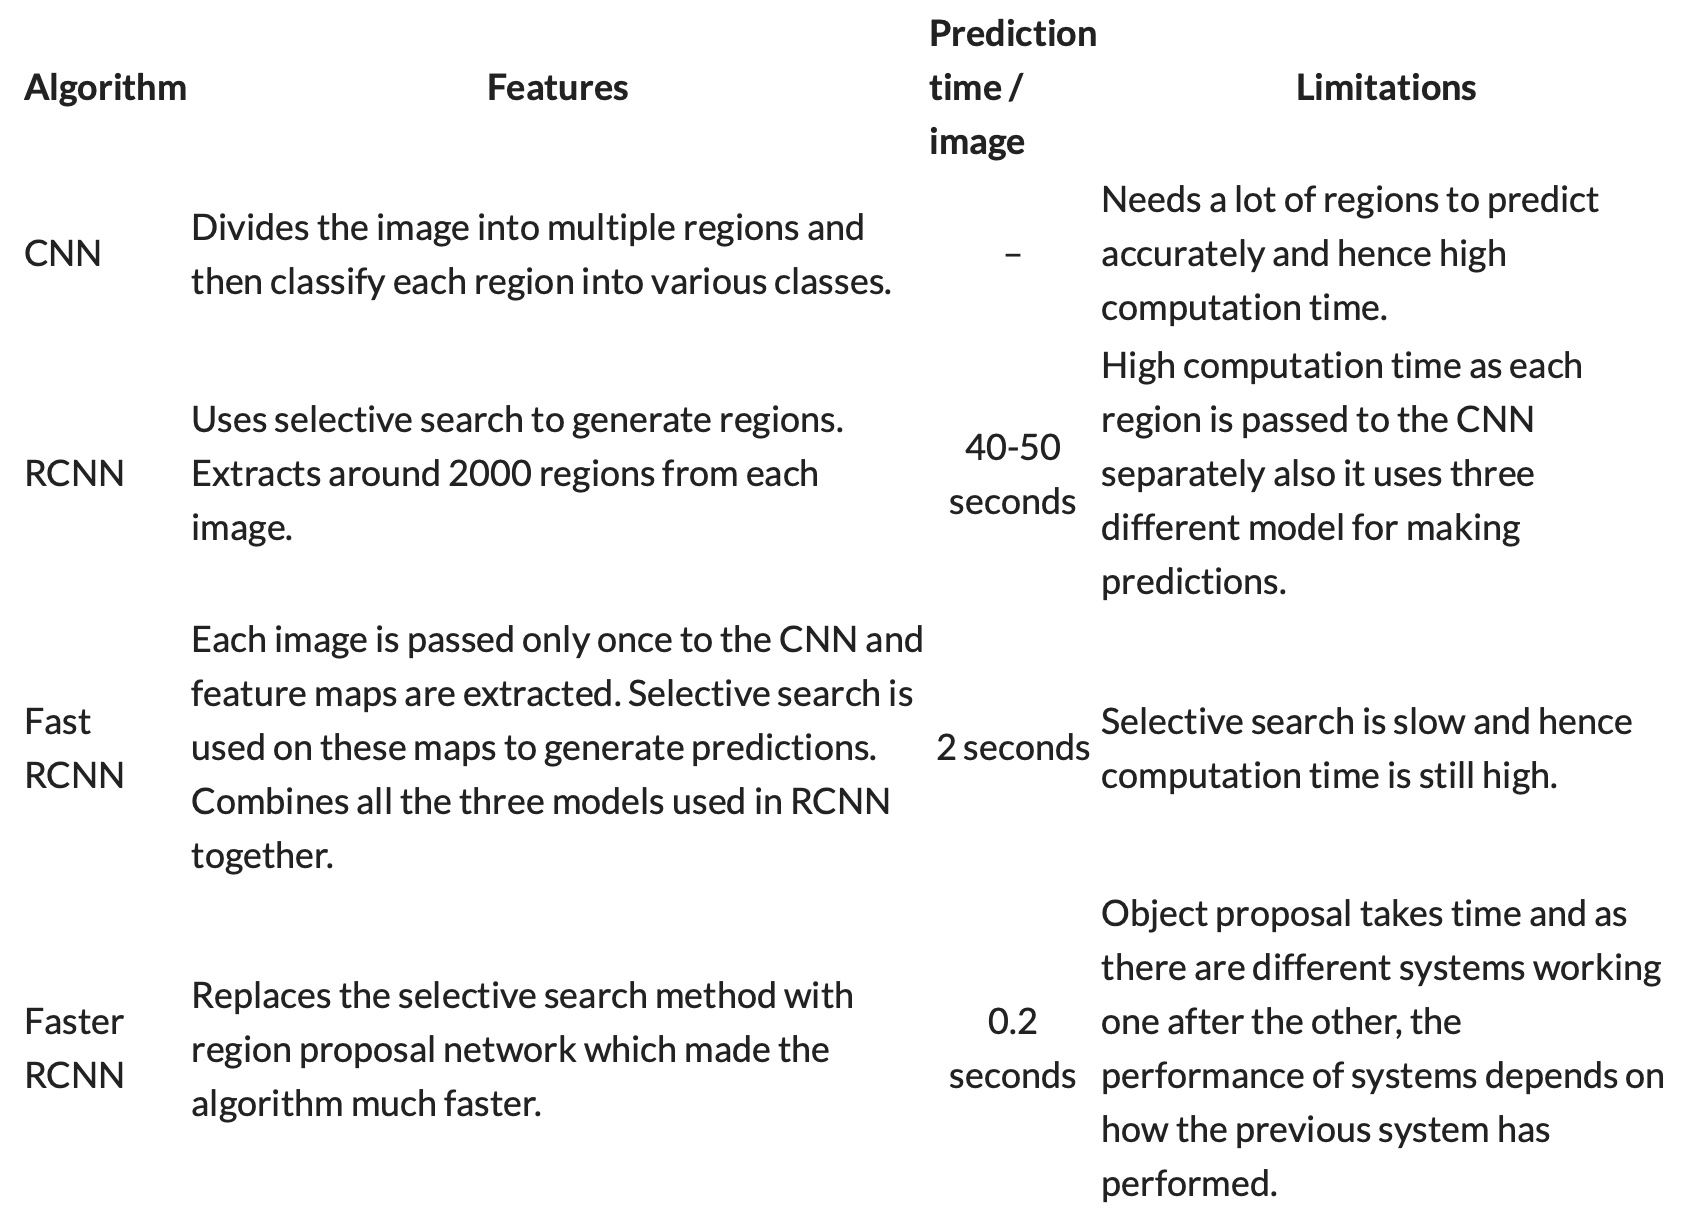 Algorithm Features Prediction time / image Limitations
CNN
Divides the image into multiple regions and
then classify each region into various classes.
–
Needs a lot of regions to predict
accurately and hence high
computation time.
RCNN
Uses selective search to generate regions.
Extracts around 2000 regions from each
image.
40-50
seconds
High computation time as each
region is passed to the CNN
separately also it uses three
different model for making
predictions.
Fast
RCNN
Each image is passed only once to the CNN and
feature maps are extracted. Selective search is
used on these maps to generate predictions.
Combines all the three models used in RCNN
together.
2 seconds
Selective search is slow and hence
computation time is still high.
Faster
RCNN
Replaces the selective search method with
region proposal network which made the
algorithm much faster.
0.2
seconds
Object proposal takes time and as
there are different systems working
one after the other, the
performance of systems depends on
how the previous system has
performed.